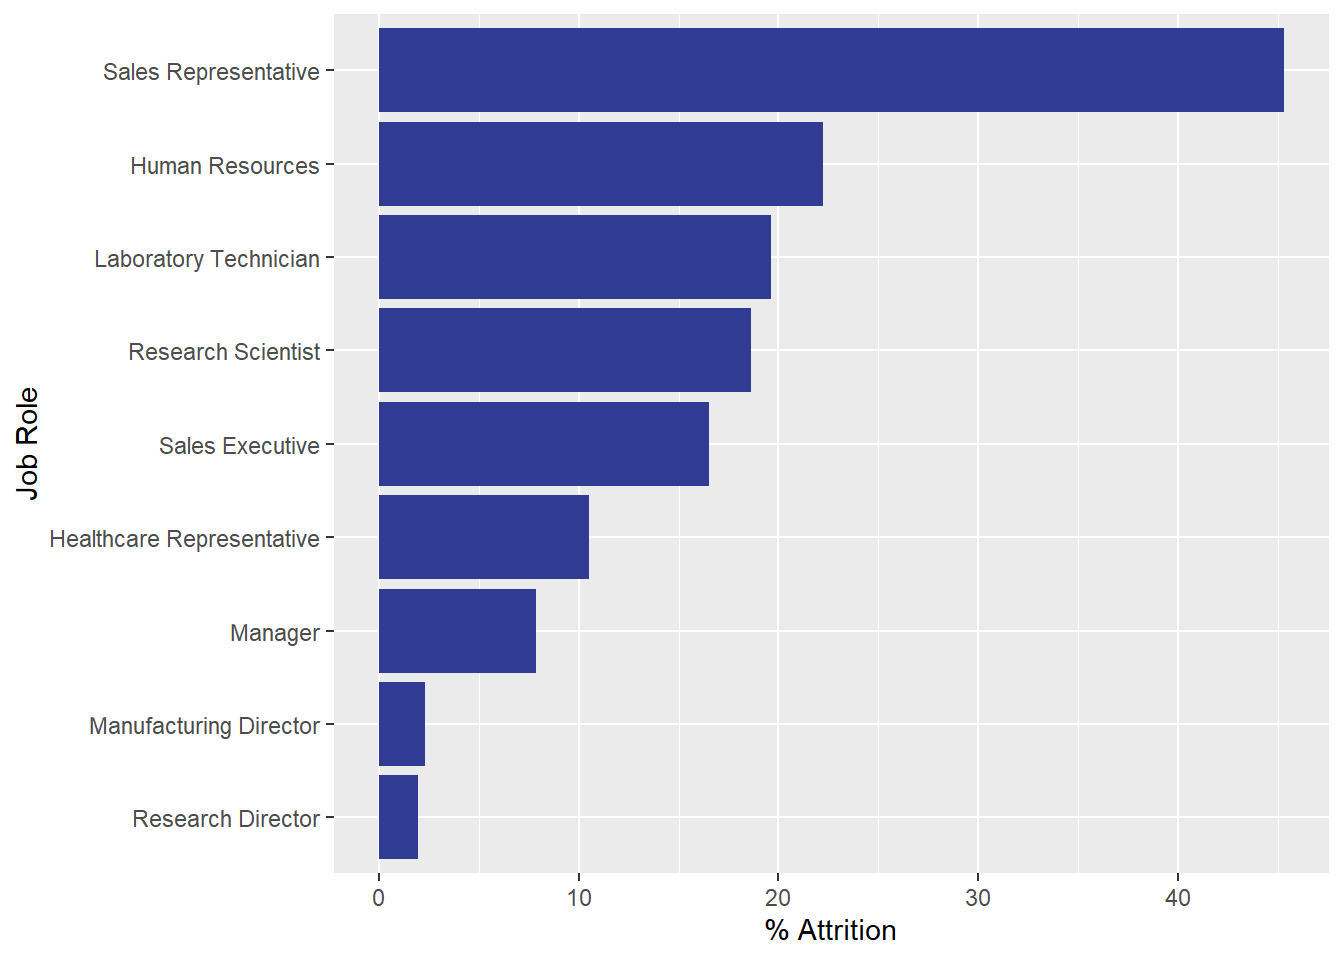 Sales Representative
Human Resources
Laboratory Technician
Research Scientist
Sales Executive
Healthcare Representative
Manager
Manufacturing Director
Research Director
Job Role
0 10 20 30 40
% Attrition